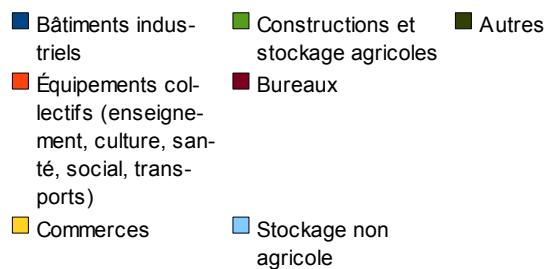 Bâtiments indus-
triels
Constructions et
stockage agricoles
Autres
Équipements col-
lectifs (enseigne-
ment, culture, san-
té, social, trans-
ports)
Bureaux
Commerces
Stockage non
agricole